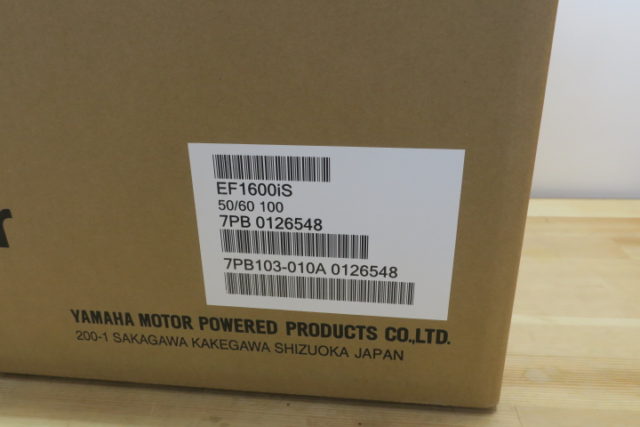 EF1600iS
50/60 100
7PB 0126548
7PB103-010A 0126548
r
YAMAHA MOTOR POWERED PRODUCTS CO.,LTD.
200-1 SAKAGAWA KAKEGAWA SHIZUOKA JAPAN